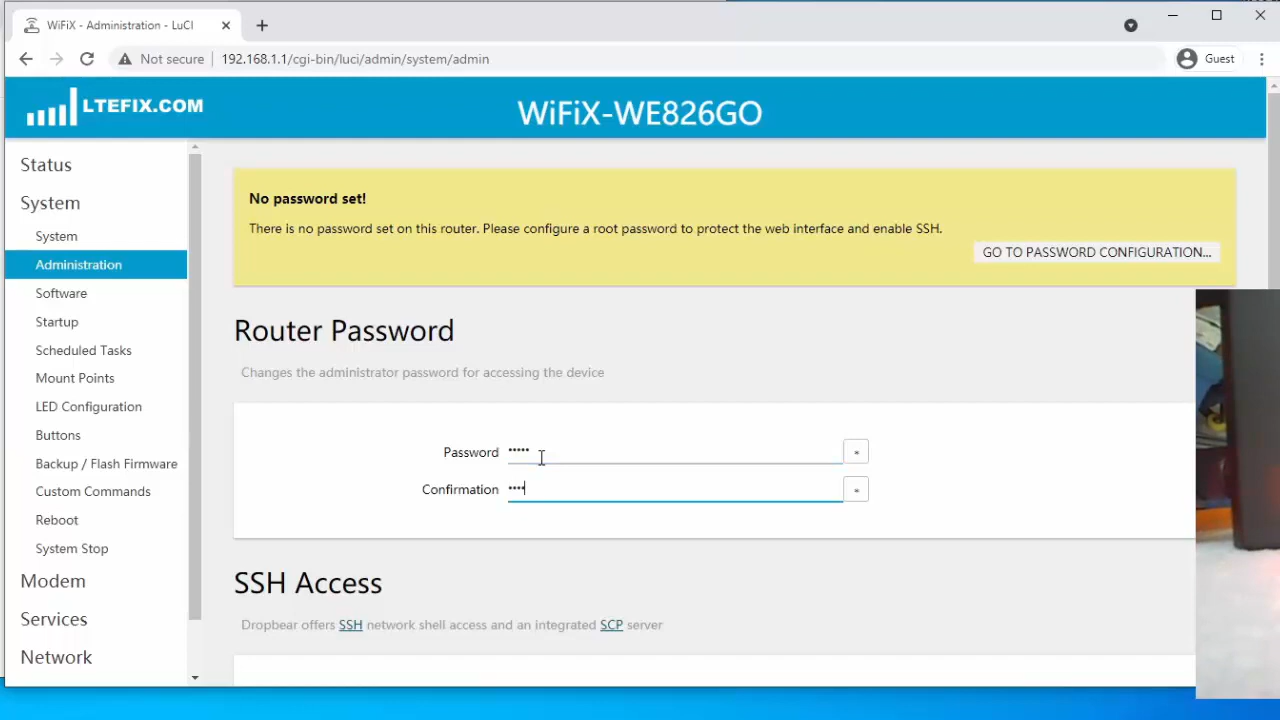 WiFiX - Administration - LuCI
Not secure
192.168.1.1/cgi-bin/luci/admin/system/admin
Guest
LTEFIX.COM
WiFiX-WE826GO
Status
System
System
Administration
Software
Startup
Scheduled Tasks
Mount Points
LED Configuration
Buttons
Backup / Flash Firmware
Custom Commands
Reboot
System Stop
Modem
Services
Network
No password set!
There is no password set on this router. Please configure a root password to protect the web interface and enable SSH.
GO TO PASSWORD CONFIGURATION...
Router Password
Changes the administrator password for accessing the device
Password •••••
*
Confirmation ••••
*
SSH Access
Dropbear offers SSH network shell access and an integrated SCP server